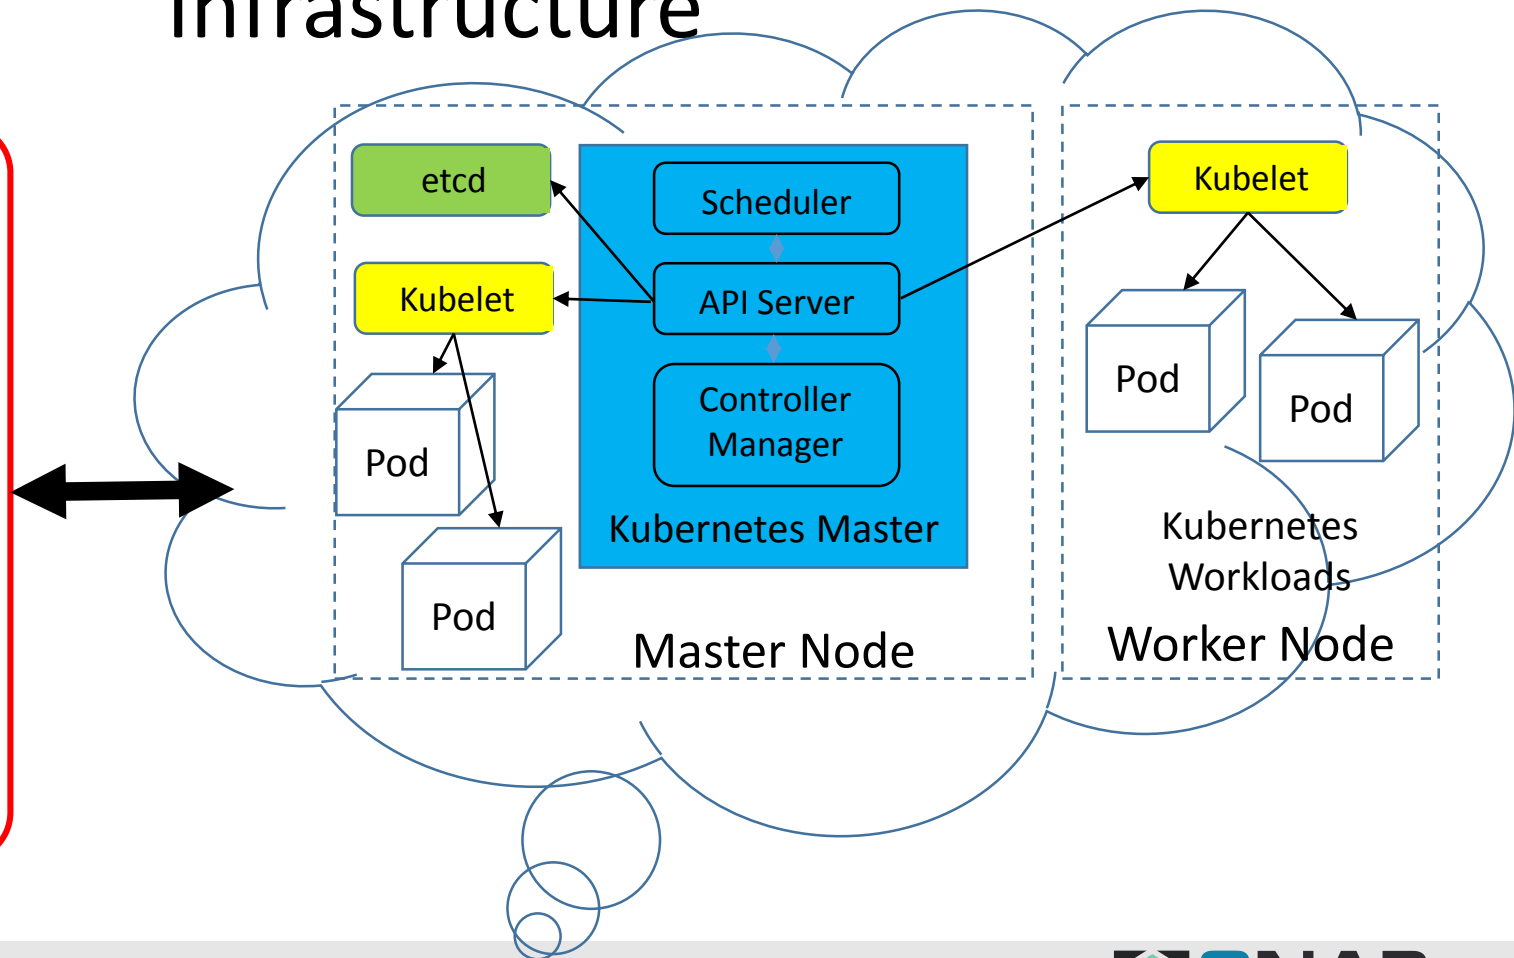 Infrastructure
etcd
Scheduler
Kubelet
Kubelet
API Server
Pod
Pod
Controller
Manager
Pod
Kubernetes Master
Kubernetes
Workloads
Pod
Master Node
Worker Node